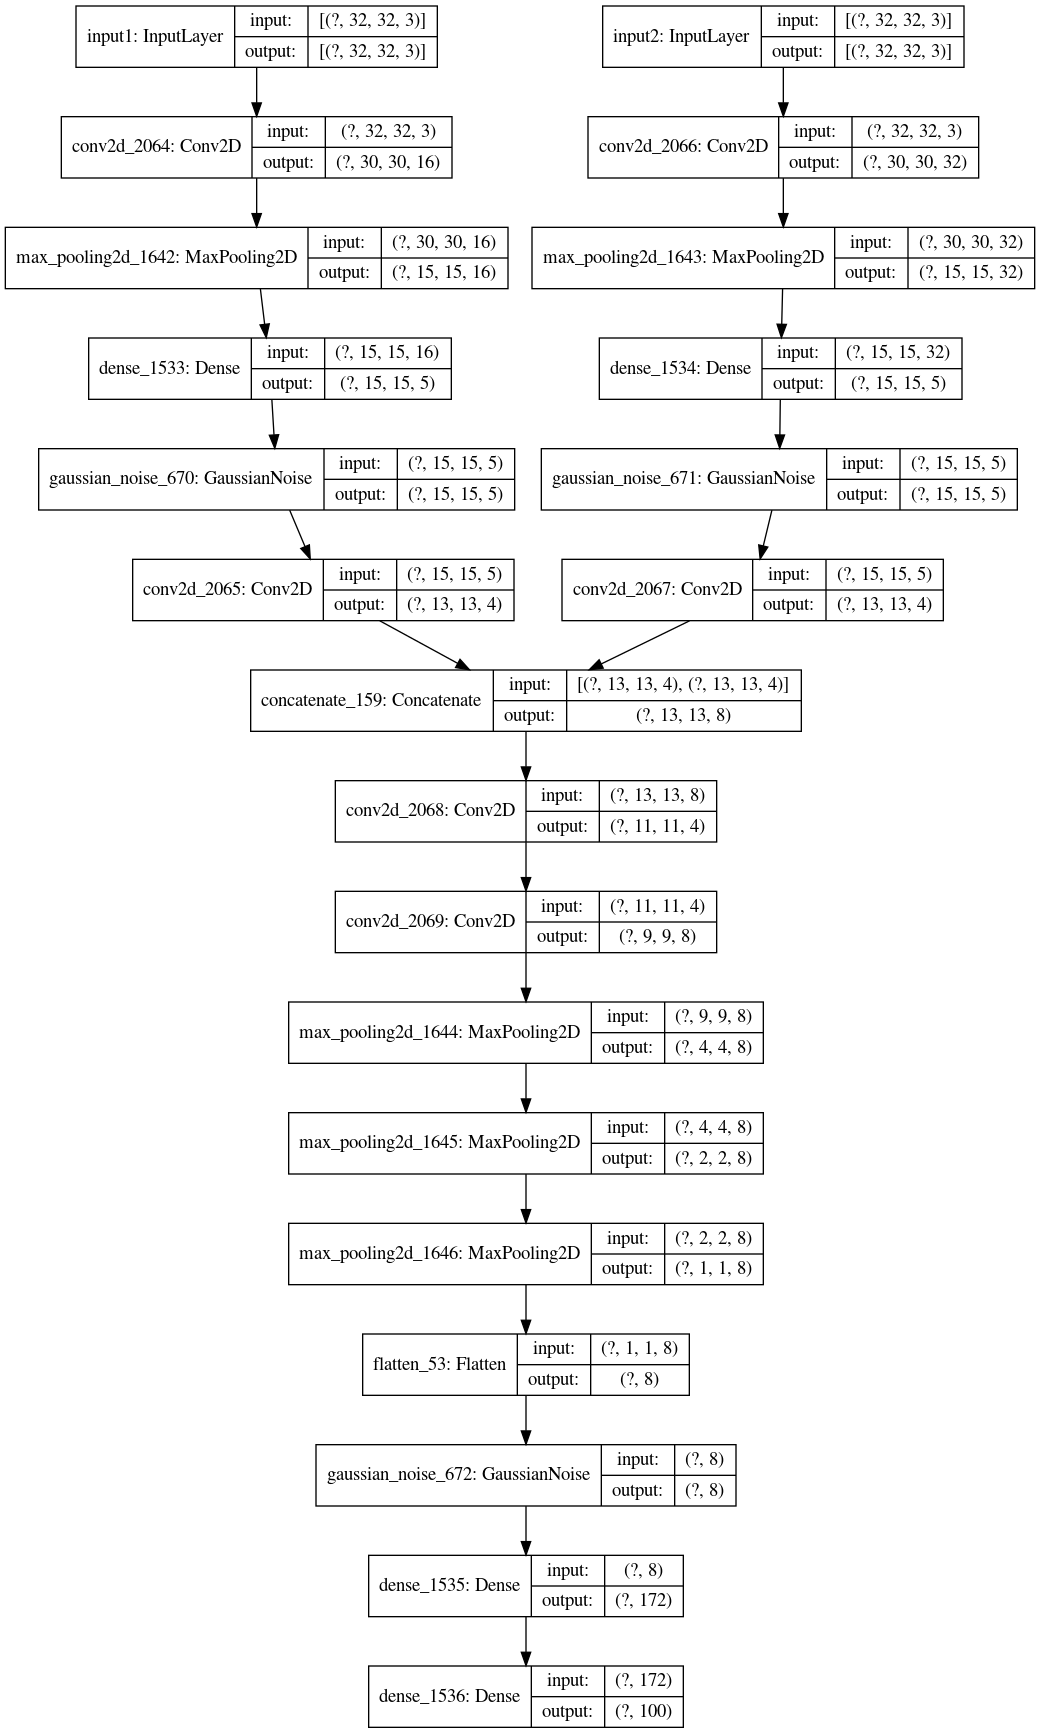 input1: InputLayer
input: [(?, 32, 32, 3)]
output: [(?, 32, 32, 3)]
input2: InputLayer
input: [(?, 32, 32, 3)]
output: [(?, 32, 32, 3)]
conv2d_2064: Conv2D
input: (?, 32, 32, 3)
output: (?, 30, 30, 16)
conv2d_2066: Conv2D
input: (?, 32, 32, 3)
output: (?, 30, 30, 32)
max_pooling2d_1642: MaxPooling2D
input: (?, 30, 30, 16)
output: (?, 15, 15, 16)
max_pooling2d_1643: MaxPooling2D
input: (?, 30, 30, 32)
output: (?, 15, 15, 32)
dense_1533: Dense
input: (?, 15, 15, 16)
output: (?, 15, 15, 5)
dense_1534: Dense
input: (?, 15, 15, 32)
output: (?, 15, 15, 5)
gaussian_noise_670: GaussianNoise
input: (?, 15, 15, 5)
output: (?, 15, 15, 5)
gaussian_noise_671: GaussianNoise
input: (?, 15, 15, 5)
output: (?, 15, 15, 5)
conv2d_2065: Conv2D
input: (?, 15, 15, 5)
output: (?, 13, 13, 4)
conv2d_2067: Conv2D
input: (?, 15, 15, 5)
output: (?, 13, 13, 4)
concatenate_159: Concatenate
input: [(?, 13, 13, 4), (?, 13, 13, 4)]
output: (?, 13, 13, 8)
conv2d_2068: Conv2D
input: (?, 13, 13, 8)
output: (?, 11, 11, 4)
conv2d_2069: Conv2D
input: (?, 11, 11, 4)
output: (?, 9, 9, 8)
max_pooling2d_1644: MaxPooling2D
input: (?, 9, 9, 8)
output: (?, 4, 4, 8)
max_pooling2d_1645: MaxPooling2D
input: (?, 4, 4, 8)
output: (?, 2, 2, 8)
max_pooling2d_1646: MaxPooling2D
input: (?, 2, 2, 8)
output: (?, 1, 1, 8)
flatten_53: Flatten
input: (?, 1, 1, 8)
output: (?, 8)
gaussian_noise_672: GaussianNoise
input: (?, 8)
output: (?, 8)
dense_1535: Dense
input: (?, 8)
output: (?, 172)
dense_1536: Dense
input: (?, 172)
output: (?, 100)